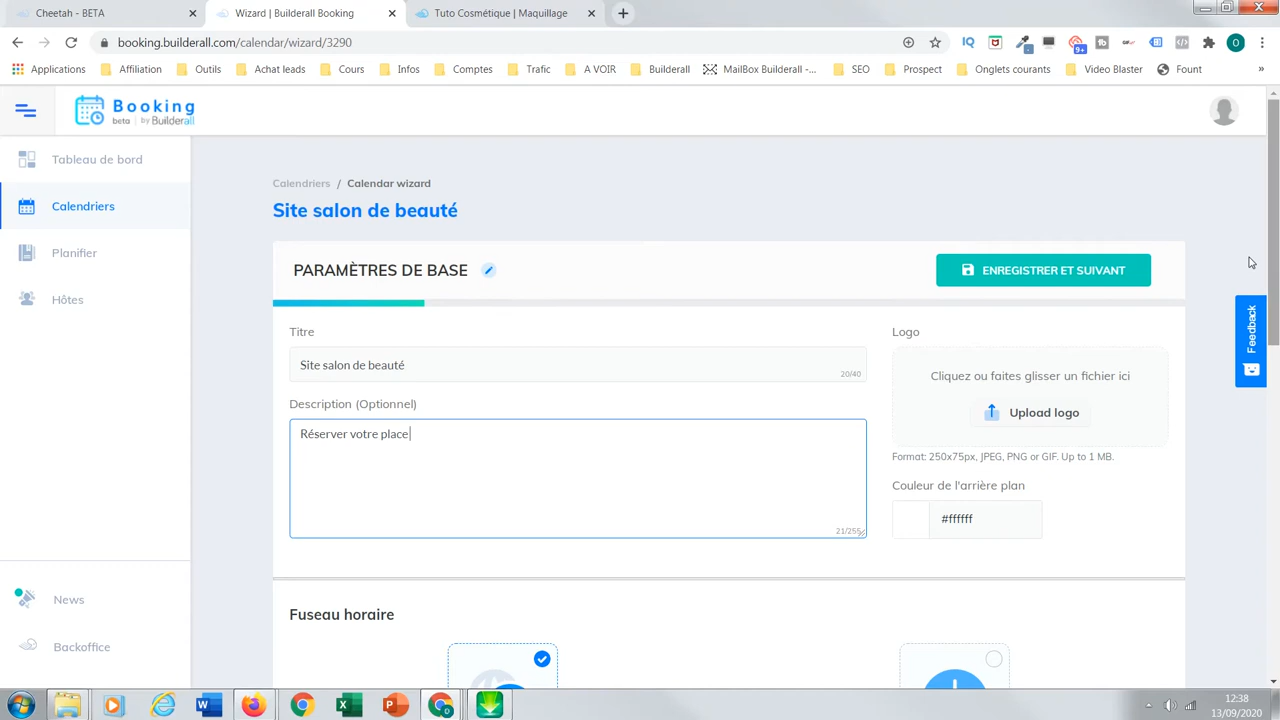 Cheetah - BETA
Wizard | Builderall Booking
Tuto Cosmétique | Maquillage
booking.builderall.com/calendar/wizard/3290
IQ
9+
O
Applications
Affiliation
Outils
Achat leads
Cours
Infos
Comptes
Trafic
A VOIR
Builderall
MailBox Builderall -...
SEO
Prospect
Onglets courants
Video Blaster
Fount
»
Booking
beta | by Builderall
Tableau de bord
Calendriers
Planifier
Hôtes
News
Backoffice
Calendriers / Calendar wizard
Site salon de beauté
PARAMÈTRES DE BASE
ENREGISTRER ET SUIVANT
Titre
Site salon de beauté
20/40
Description (Optionnel)
Réserver votre place
21/255
Logo
Cliquez ou faites glisser un fichier ici
Upload logo
Format: 250x75px, JPEG, PNG or GIF. Up to 1 MB.
Couleur de l'arrière plan
#ffffff
Fuseau horaire
Feedback
12:38
13/09/2020